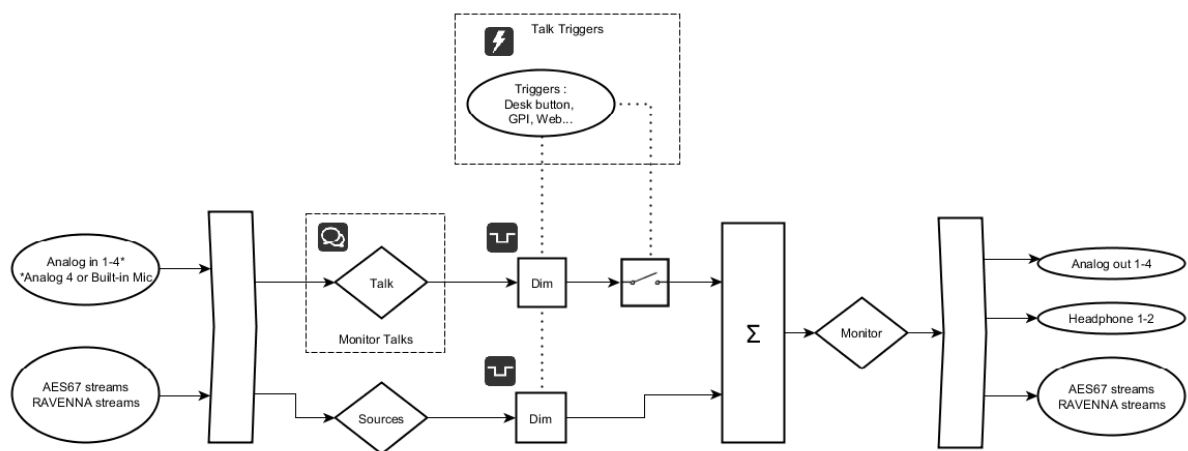 Talk Triggers
Triggers :
Desk button,
GPI, Web...
Analog in 1-4*
*Analog 4 or Built-in Mic
Talk
Monitor Talks
Dim
Σ
Monitor
Analog out 1-4
Headphone 1-2
AES67 streams
RAVENNA streams
Sources
Dim
AES67 streams
RAVENNA streams